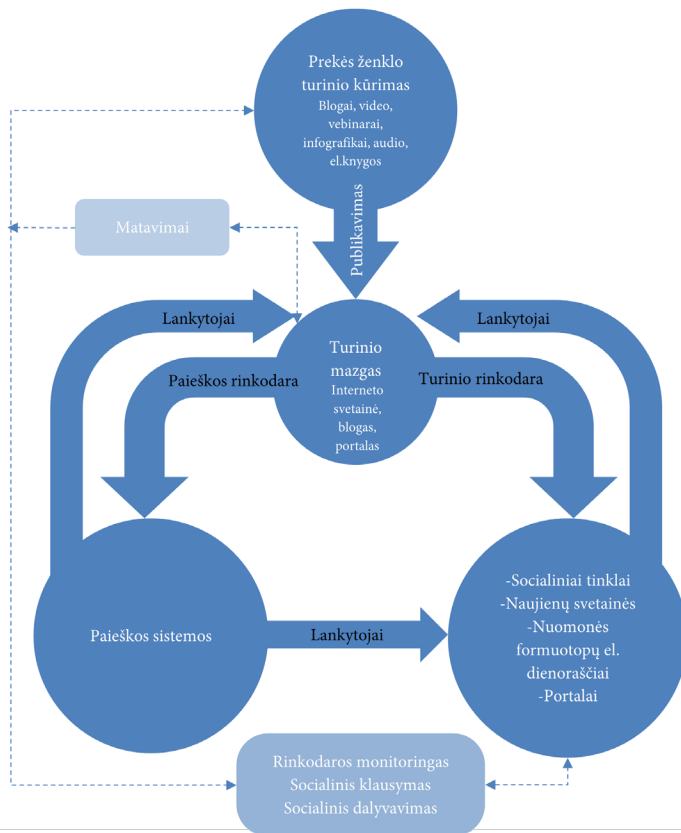 Prekės ženklo
turinio kūrimas
Blogai, video,
vebinarai,
infografikai, audio,
el.knygos
Publikavimas
Matavimai
Lankytojai
Lankytojai
Paieškos rinkodara
Turinio
mazgas
Interneto
svetainė,
blogas,
portalas
Turinio rinkodara
Paieškos sistemos
Lankytojai
-Socialiniai tinklai
-Naujienų svetainės
-Nuomonės
formuotopų el.
dienoraščiai
-Portalai
Rinkodaros monitoringas
Socialinis klausymas
Socialinis dalyvavimas